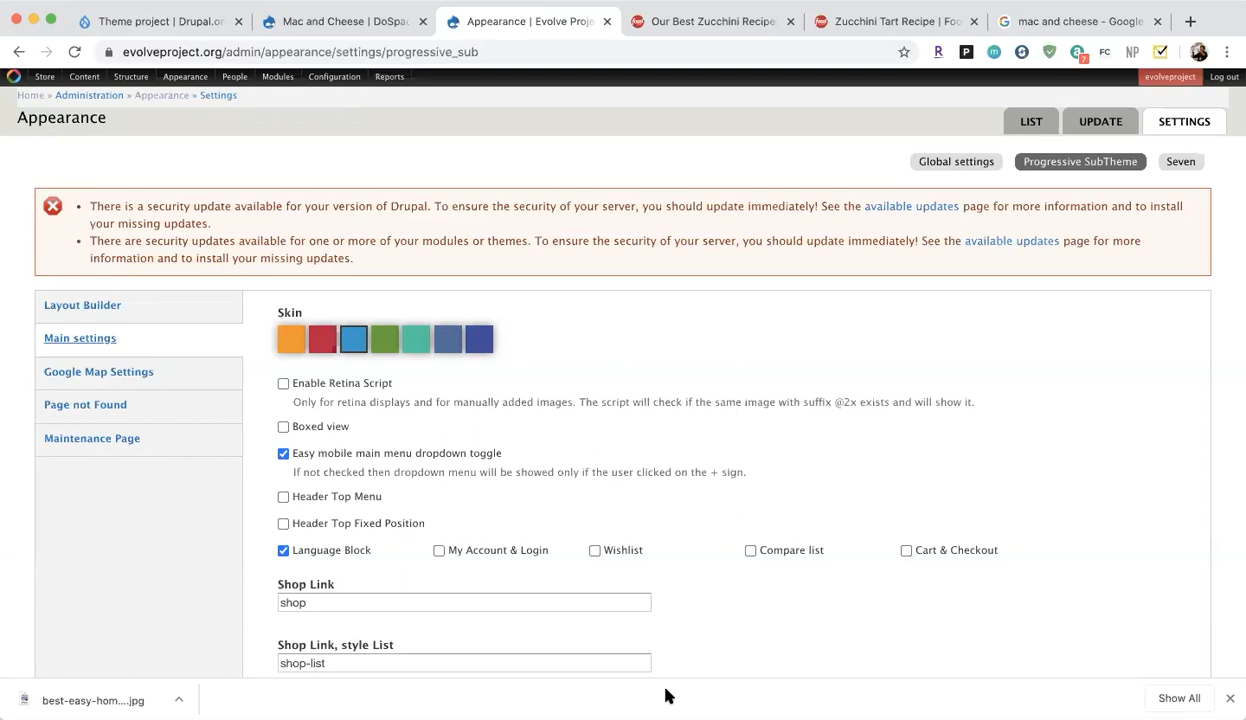 Theme project | Drupal.or
Mac and Cheese | DoSpac
Appearance | Evolve Proje
Our Best Zucchini Recipes
Zucchini Tart Recipe | Foo
mac and cheese - Google
evolveproject.org/admin/appearance/settings/progressive_sub
R P m 7 FC NP
Store Content Structure Appearance People Modules Configuration Reports evolveproject Log out
Home » Administration » Appearance » Settings
Appearance
LIST UPDATE SETTINGS
Global settings Progressive SubTheme Seven
There is a security update available for your version of Drupal. To ensure the security of your server, you should update immediately! See the available updates page for more information and to install
your missing updates.
There are security updates available for one or more of your modules or themes. To ensure the security of your server, you should update immediately! See the available updates page for more
information and to install your missing updates.
Layout Builder
Main settings
Google Map Settings
Page not Found
Maintenance Page
Skin
Enable Retina Script
Only for retina displays and for manually added images. The script will check if the same image with suffix @2x exists and will show it.
Boxed view
Easy mobile main menu dropdown toggle
If not checked then dropdown menu will be showed only if the user clicked on the + sign.
Header Top Menu
Header Top Fixed Position
Language Block My Account & Login Wishlist Compare list Cart & Checkout
Shop Link
shop
Shop Link, style List
shop-list
best-easy-hom....jpg
Show All